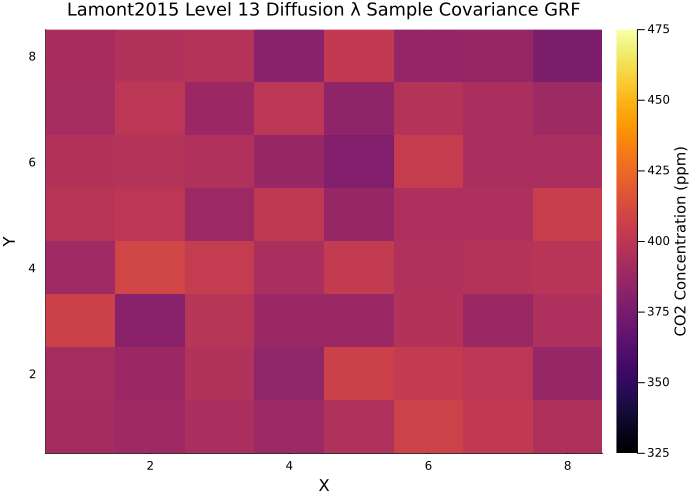 Lamont2015 Level 13 Diffusion λ Sample Covariance GRF
8
6
4
2
Y
2 4 6 8
X
475
450
425
400
375
350
325
CO2 Concentration (ppm)